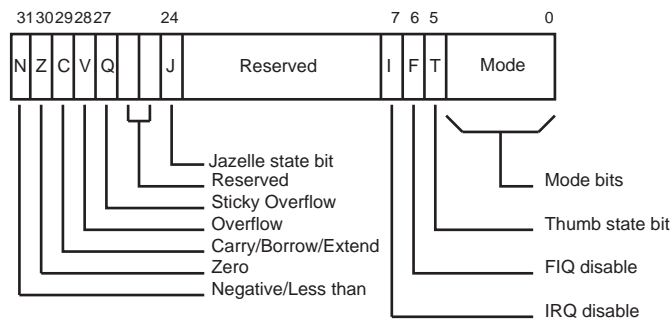 31 30 29 28 27 24 7 6 5 0
N Z C V Q J Reserved I F T Mode
Jazelle state bit
Reserved Mode bits
Sticky Overflow
Overflow Thumb state bit
Carry/Borrow/Extend
Zero FIQ disable
Negative/Less than
IRQ disable